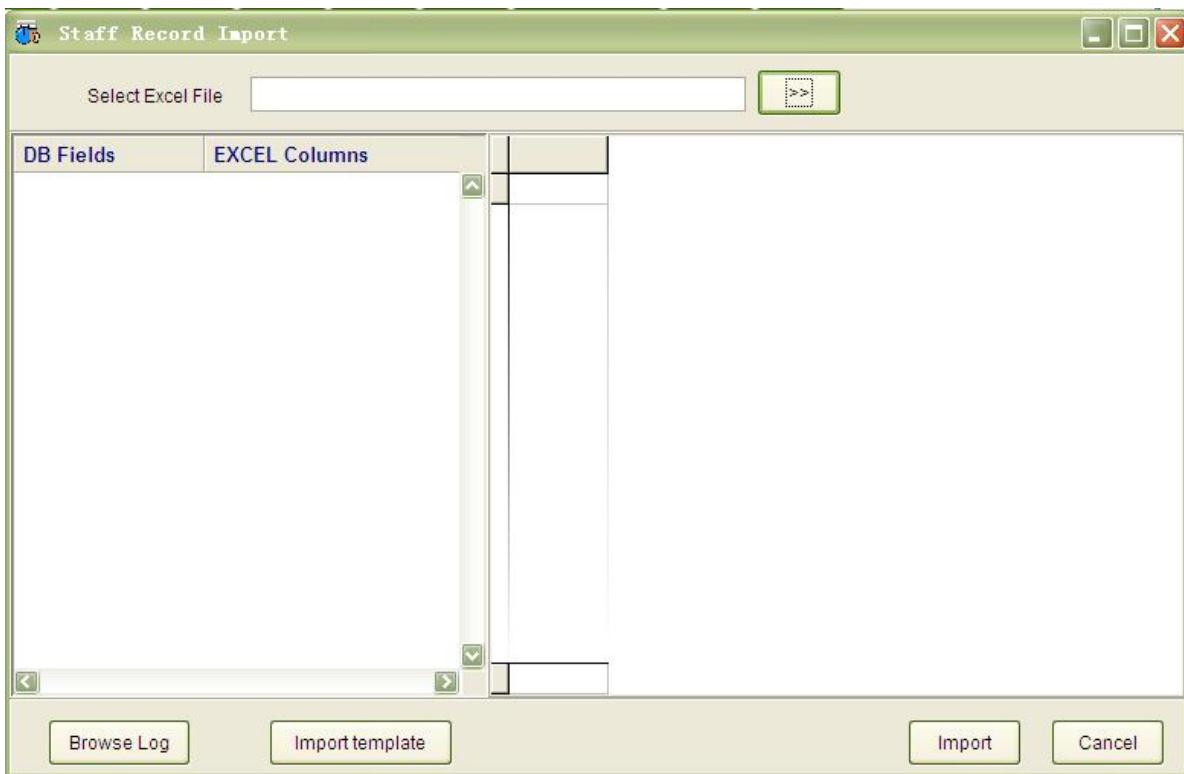 Staff Record Import
Select Excel File
>>
DB Fields EXCEL Columns
Browse Log Import template Import Cancel